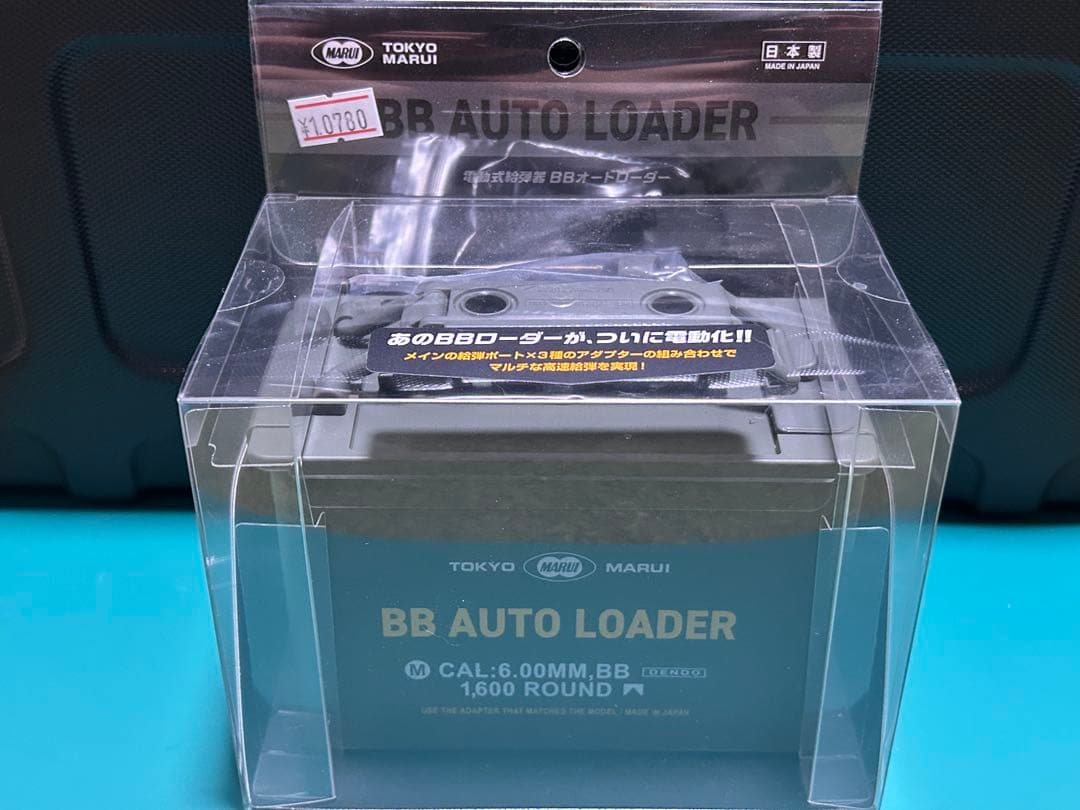 MARUI TOKYO MARUI
日本製
MADE IN JAPAN
¥10780
BB AUTO LOADER
電動式給弾器 BBオートローダー
あのBBローダーが、ついに電動化!!
メインの給弾ポート×3種のアダプターの組み合わせで
マルチな高速給弾を実現!
TOKYO MARUI MARUI
BB AUTO LOADER
M CAL:6.00MM,BB DENDO
1,600 ROUND
USE THE ADAPTER THAT MATCHES THE MODEL / MADE IN JAPAN